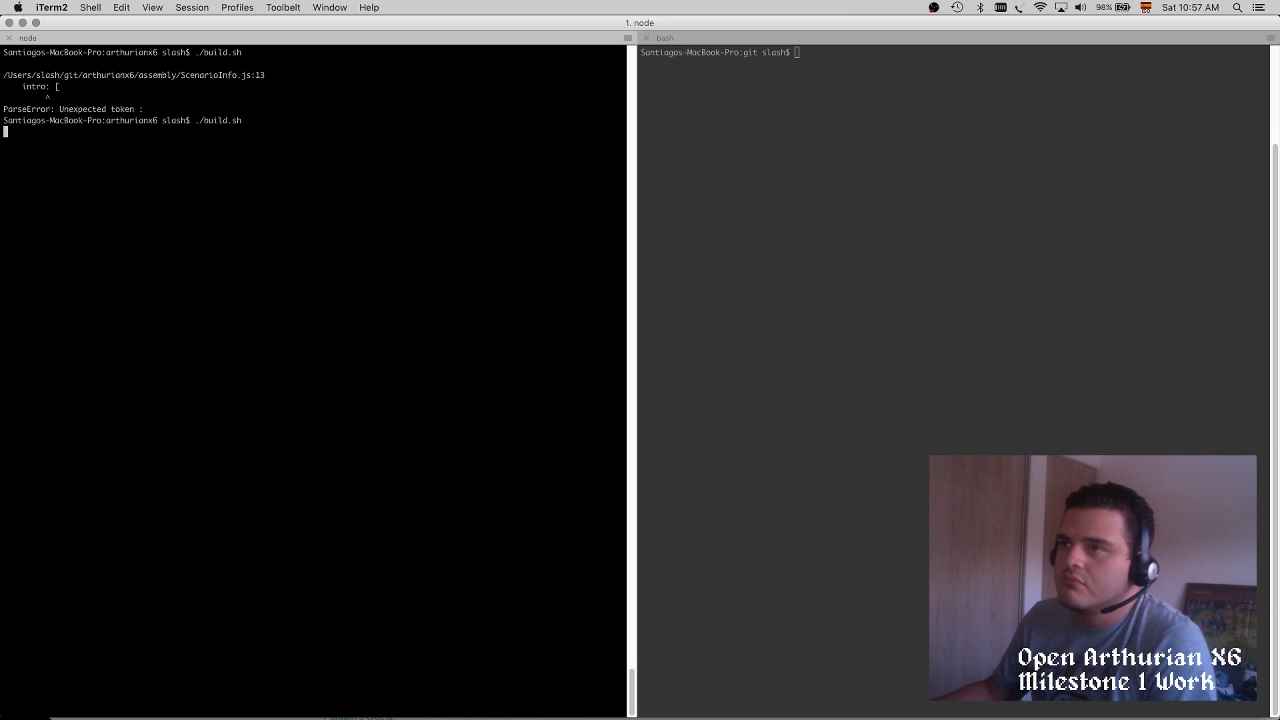 iTerm2 Shell Edit View Session Profiles Toolbelt Window Help
98% Sat 10:57 AM
1. node
node
bash
Santiagos-MacBook-Pro:arthurianx6 slash$ ./build.sh
/Users/slash/git/arthurianx6/assembly/ScenarioInfo.js:13
intro: [
^
ParseError: Unexpected token :
Santiagos-MacBook-Pro:arthurianx6 slash$ ./build.sh
Santiagos-MacBook-Pro:git slash$
Open Arthurian X6
Milestone 1 Work